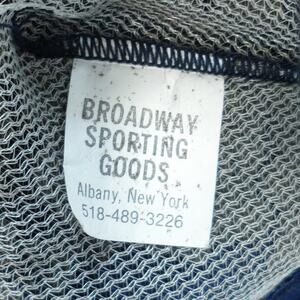 BROADWAY
SPORTING
GOODS
Albany, New York
518-489-3226